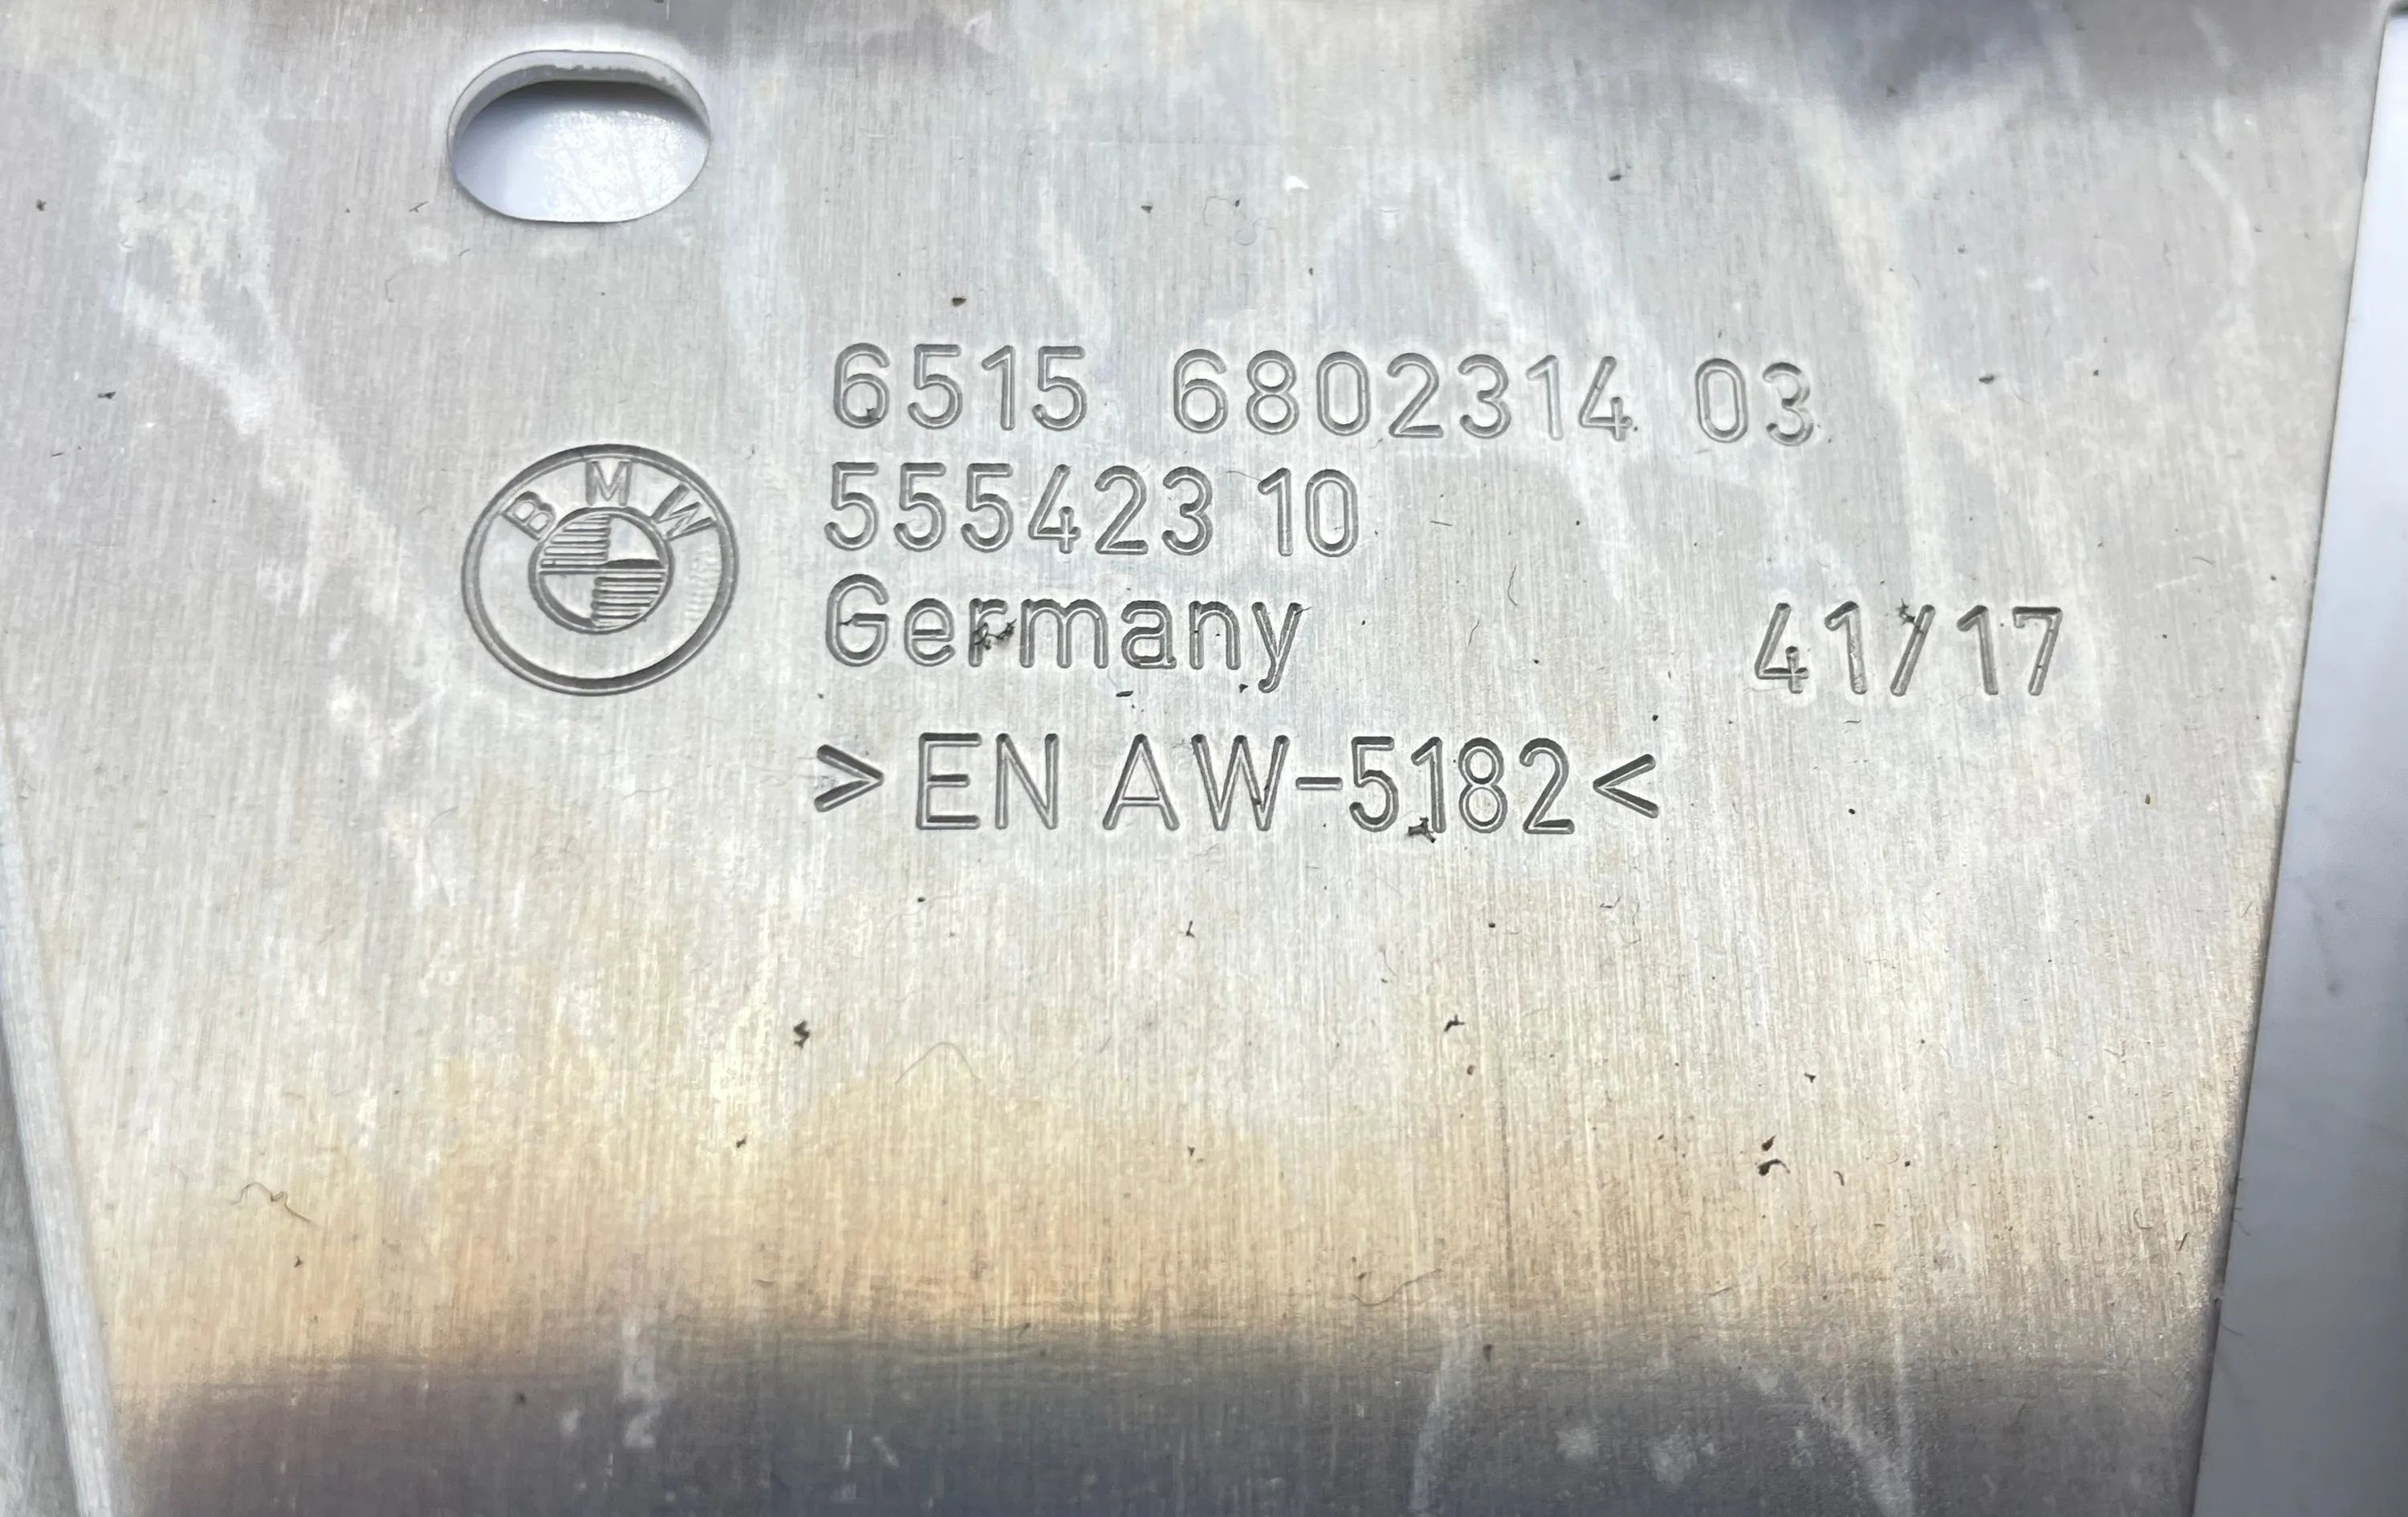 6515 6802314 03
BMW
555423 10
Germany 41/17
>EN AW-5182<